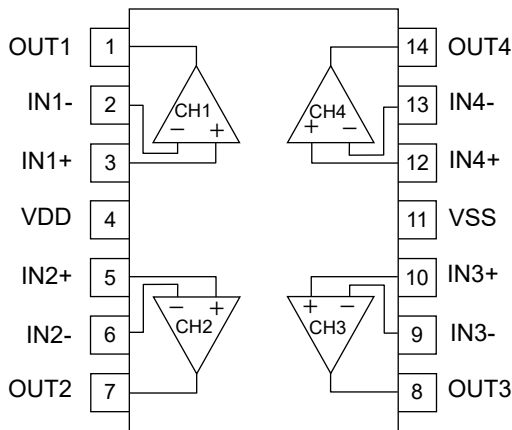 OUT1 1 14 OUT4
IN1- 2 CH1 CH4 13 IN4-
− + + −
IN1+ 3 12 IN4+
VDD 4 11 VSS
IN2+ 5 10 IN3+
− + + −
IN2- 6 CH2 CH3 9 IN3-
OUT2 7 8 OUT3